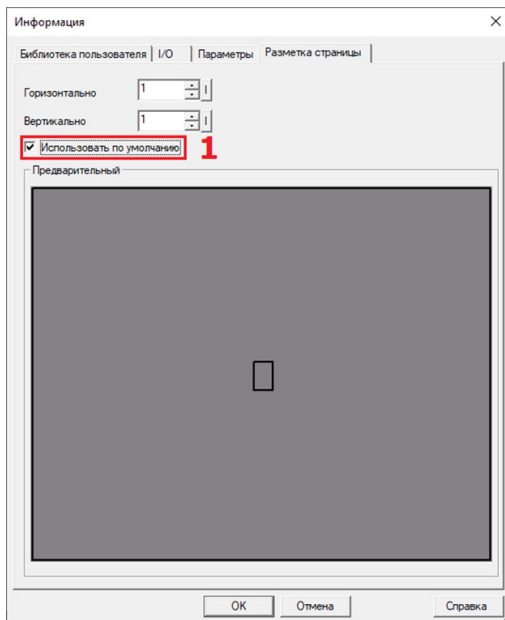 Информация
Библиотека пользователя I/O Параметры Разметка страницы
Горизонтально 1
Вертикально 1
Использовать по умолчанию 1
Предварительный
OK Отмена Справка